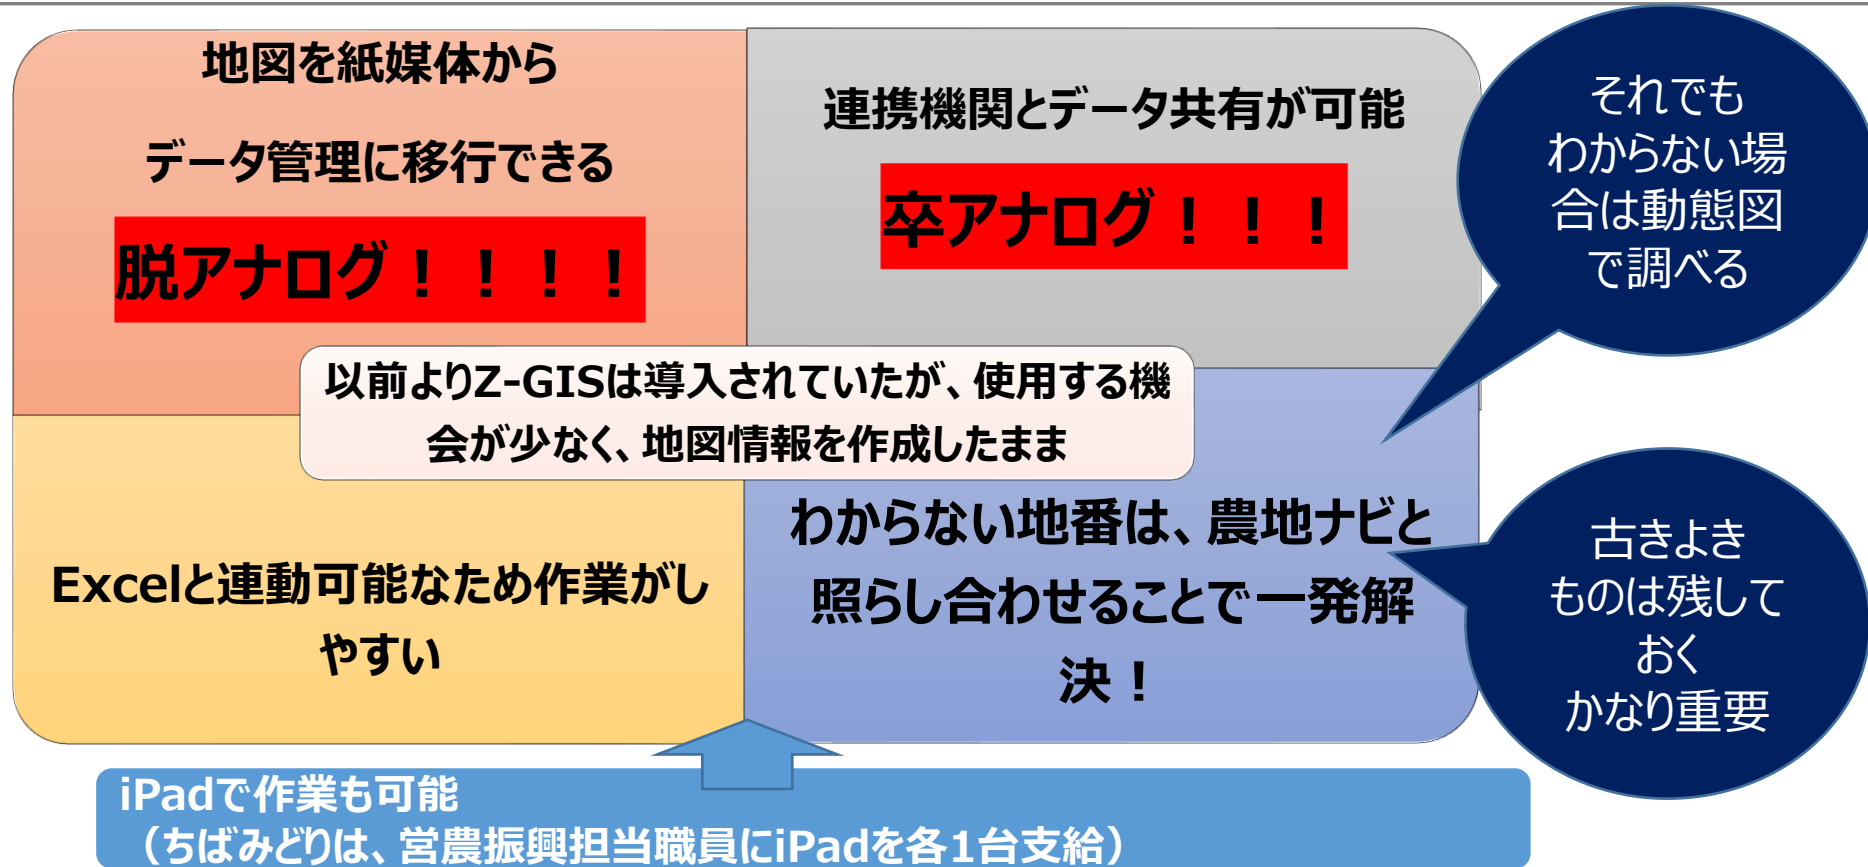 地図を紙媒体から
データ管理に移行できる
脱アナログ！！！！
連携機関とデータ共有が可能
卒アナログ！！！
それでも
わからない場
合は動態図
で調べる
以前よりZ-GISは導入されていたが、使用する機
会が少なく、地図情報を作成したまま
Excelと連動可能なため作業がし
やすい
わからない地番は、農地ナビと
照らし合わせることで一発解
決！
古きよき
ものは残して
おく
かなり重要
iPadで作業も可能
（ちばみどりは、営農振興担当職員にiPadを各1台支給）